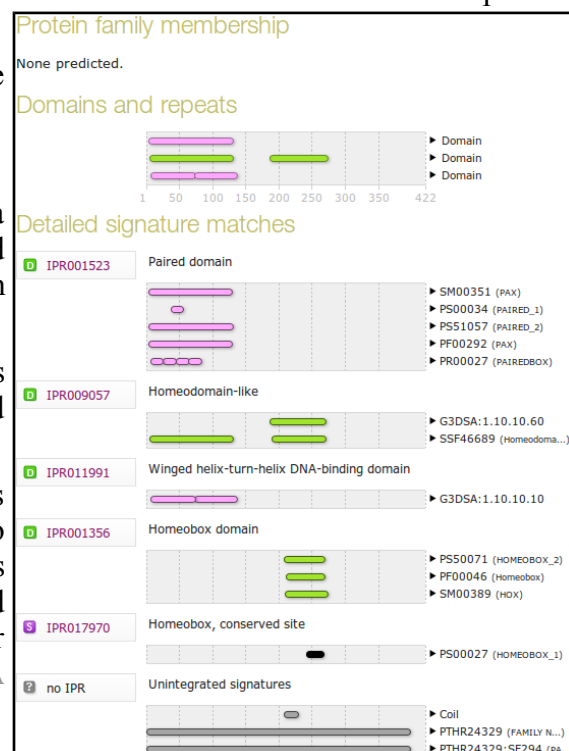 Protein family membership
None predicted.
Domains and repeats
Domain
Domain
Domain
1 50 100 150 200 250 300 350 422
Detailed signature matches
D IPR001523 Paired domain
SM00351 (PAX)
PS00034 (PAIRED_1)
PS51057 (PAIRED_2)
PF00292 (PAX)
PR00027 (PAIREDBOX)
D IPR009057 Homeodomain-like
G3DSA:1.10.10.60
SSF46689 (Homeodoma...)
D IPR011991 Winged helix-turn-helix DNA-binding domain
G3DSA:1.10.10.10
D IPR001356 Homeobox domain
PS50071 (HOMEOBOX_2)
PF00046 (Homeobox)
SM00389 (HOX)
S IPR017970 Homeobox, conserved site
PS00027 (HOMEOBOX_1)
? no IPR Unintegrated signatures
Coil
PTHR24329 (FAMILY N...)
PTHR24329:SF294 (PA